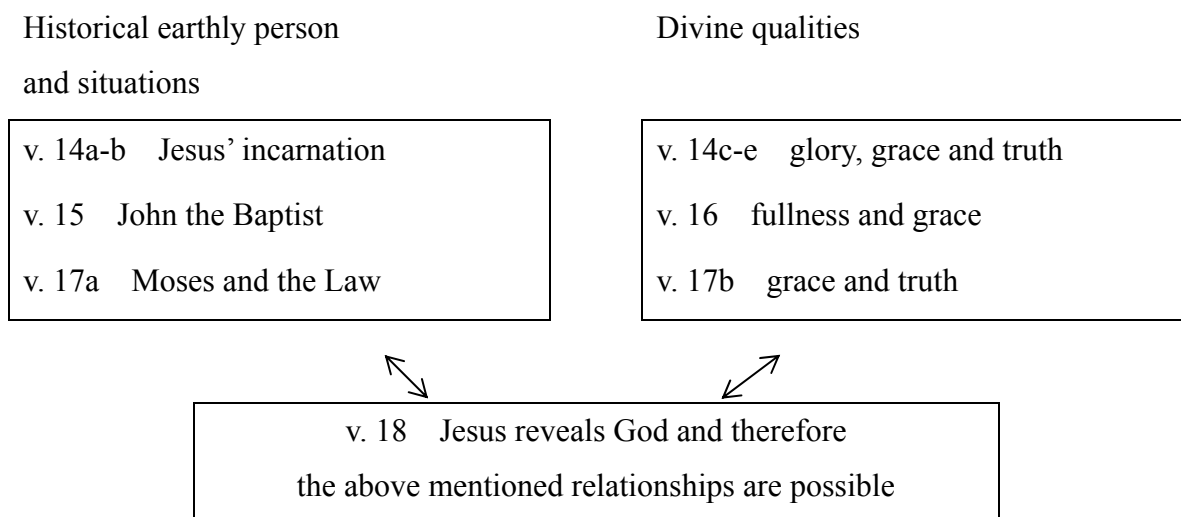 Historical earthly person
and situations
Divine qualities
v. 14a-b Jesus’ incarnation
v. 15 John the Baptist
v. 17a Moses and the Law
v. 14c-e glory, grace and truth
v. 16 fullness and grace
v. 17b grace and truth
v. 18 Jesus reveals God and therefore
the above mentioned relationships are possible